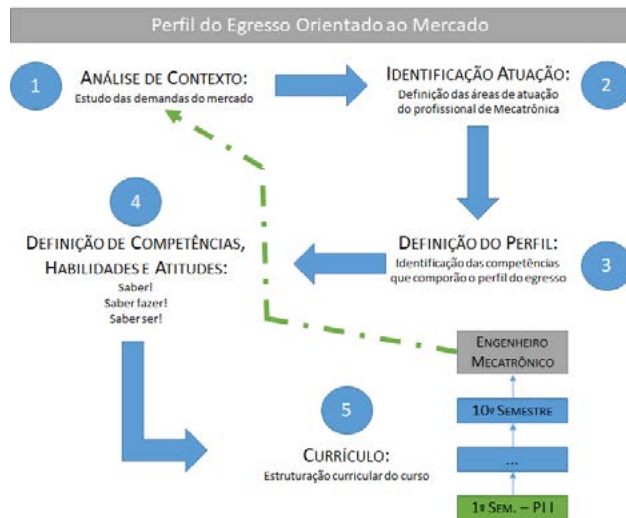 Perfil do Egresso Orientado ao Mercado
1
ANÁLISE DE CONTEXTO:
Estudo das demandas do mercado
IDENTIFICAÇÃO ATUAÇÃO:
Definição das áreas de atuação
do profissional de Mecatrônica
2
4
DEFINIÇÃO DE COMPETÊNCIAS,
HABILIDADES E ATITUDES:
Saber!
Saber fazer!
Saber ser!
DEFINIÇÃO DO PERFIL:
Identificação das competências
que comporão o perfil do egresso
3
ENGENHEIRO
MECATRÔNICO
10º SEMESTRE
...
1º SEM. – PI I
5
CURRÍCULO:
Estruturação curricular do curso